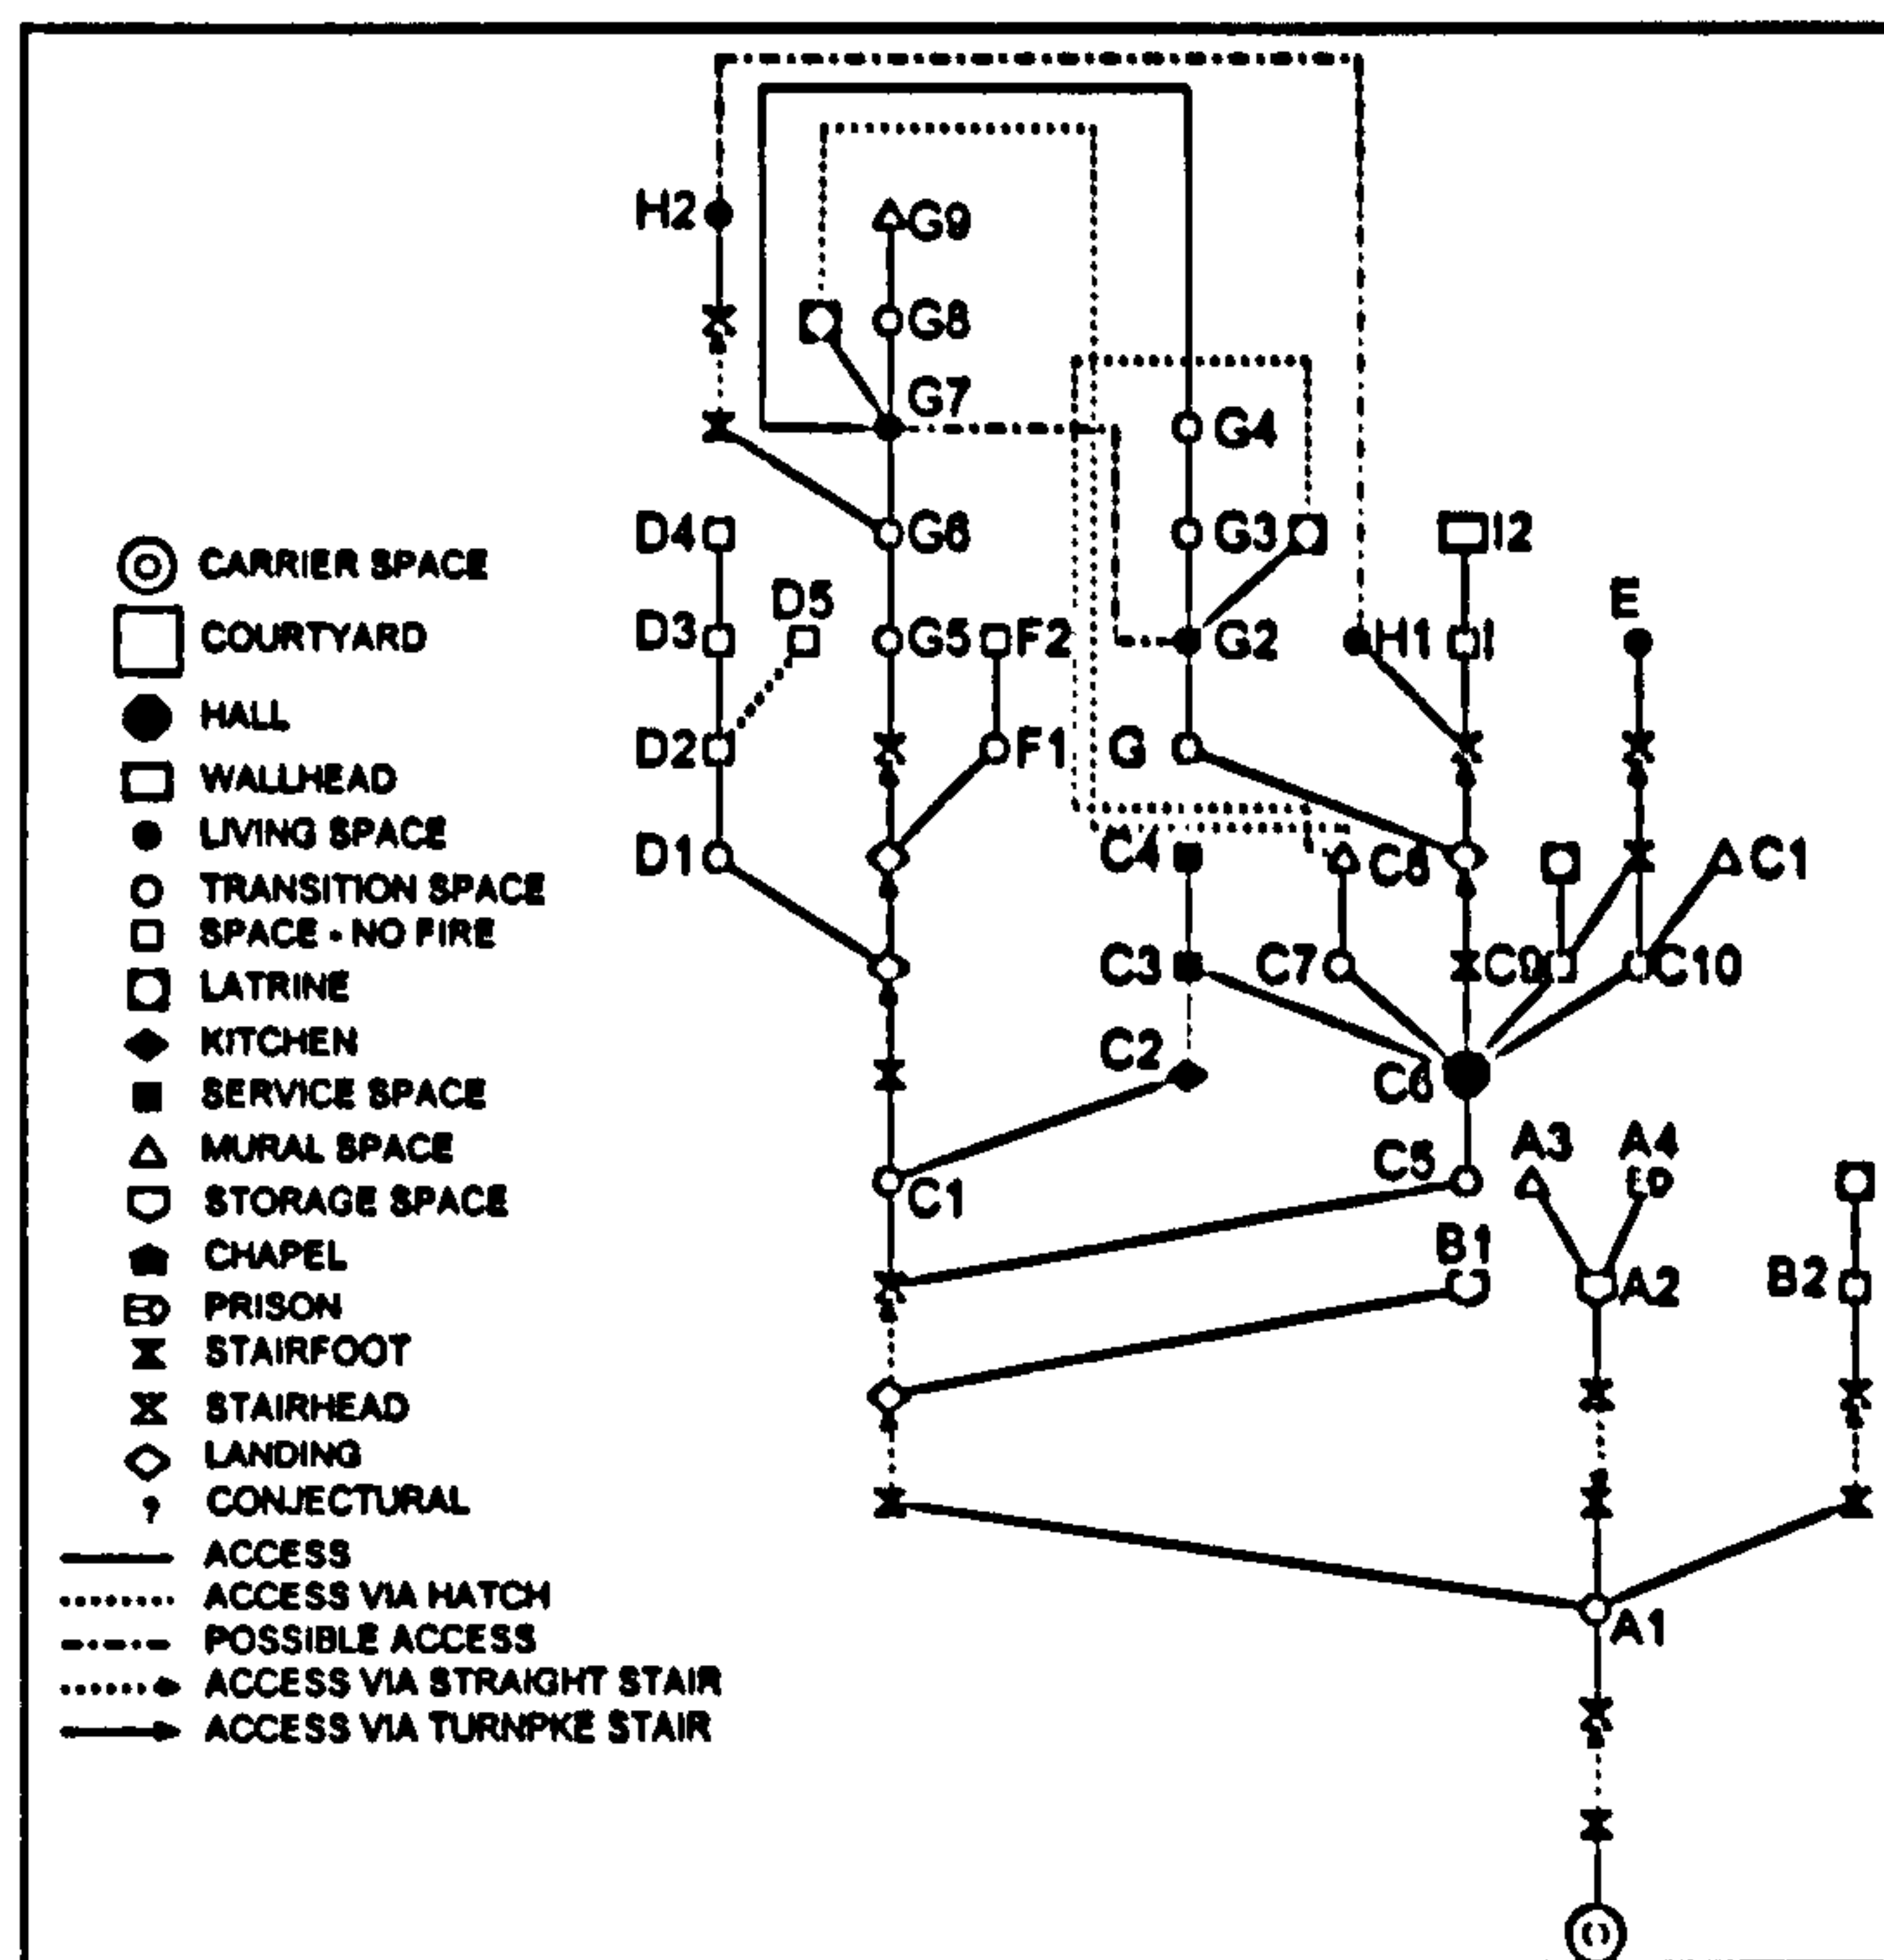 H2
G9
G8
G7
G4
D4
G6
G3
I2
CARRIER SPACE
D5
E
COURTYARD
D3
G5
F2
G2
H1
I
HALL
D2
F1
G
WALLHEAD
LIVING SPACE
D1
C4
C8
C1
TRANSITION SPACE
SPACE - NO FIRE
LATRINE
C3
C7
C9
C10
KITCHEN
C2
C6
SERVICE SPACE
MURAL SPACE
C5
A3
A4
STORAGE SPACE
C1
CHAPEL
B1
PRISON
A2
B2
STAIRFOOT
STAIRHEAD
LANDING
CONJECTURAL
ACCESS
ACCESS VIA HATCH
POSSIBLE ACCESS
A1
ACCESS VIA STRAIGHT STAIR
ACCESS VIA TURNPKE STAIR